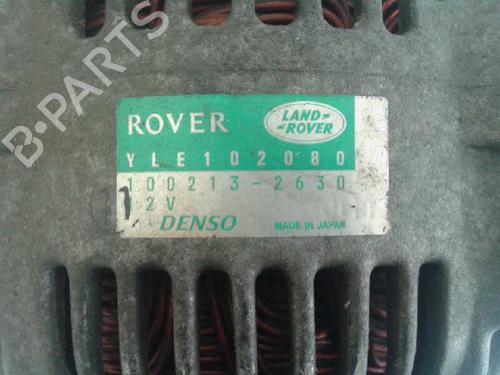 B-PARTS
ROVER
LAND-
-ROVER
YLE102080
100213-2630
12V
DENSO MADE IN JAPAN